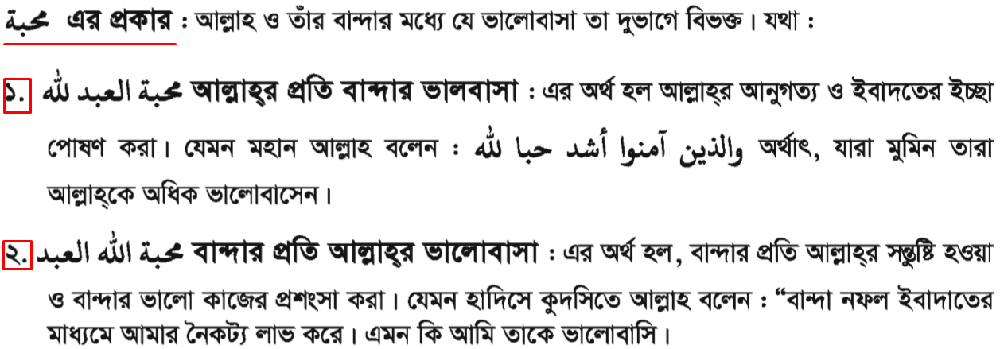 محبة এর প্রকার : আল্লাহ ও তাঁর বান্দার মধ্যে যে ভালোবাসা তা দুভাগে বিভক্ত। যথা :
১. محبة العبد لله আল্লাহ্‌র প্রতি বান্দার ভালবাসা : এর অর্থ হল আল্লাহ্‌র আনুগত্য ও ইবাদতের ইচ্ছা
পোষণ করা। যেমন মহান আল্লাহ বলেন : والذين آمنوا أشد حبا لله অর্থাৎ, যারা মুমিন তারা
আল্লাহ্‌কে অধিক ভালোবাসেন।
২. محبة الله العبد বান্দার প্রতি আল্লাহ্‌র ভালোবাসা : এর অর্থ হল, বান্দার প্রতি আল্লাহ্‌র সন্তুষ্টি হওয়া
ও বান্দার ভালো কাজের প্রশংসা করা। যেমন হাদিসে কুদসিতে আল্লাহ বলেন : “বান্দা নফল ইবাদাতের
মাধ্যমে আমার নৈকট্য লাভ করে। এমন কি আমি তাকে ভালোবাসি।